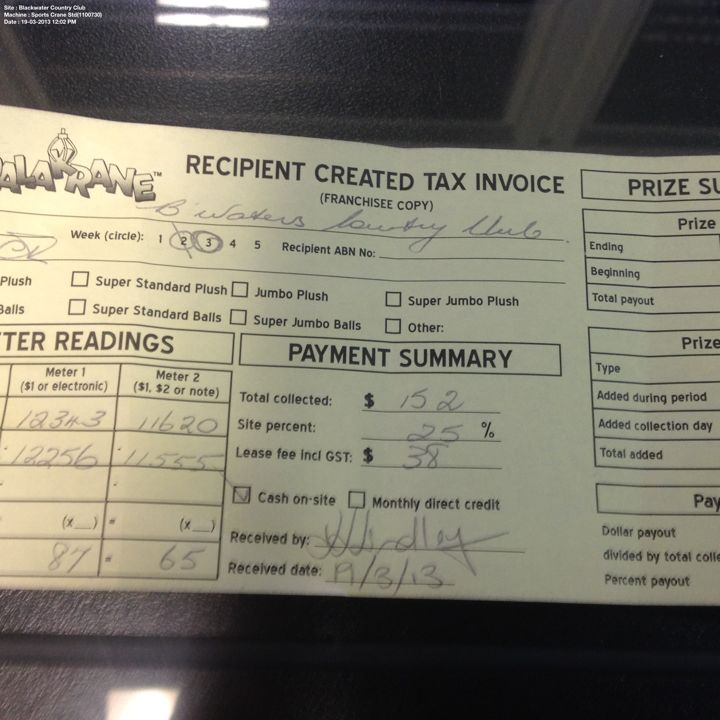 Site : Blackwater Country Club
Machine : Sports Crane Std(1100730)
Date : 19-03-2013 12:02 PM
ALA CRANE™
RECIPIENT CREATED TAX INVOICE
(FRANCHISEE COPY)
B'Waters Country Club
Week (circle): 1 2 3 4 5 Recipient ABN No:
Plush Super Standard Plush Jumbo Plush Super Jumbo Plush
Balls Super Standard Balls Super Jumbo Balls Other:
TER READINGS
Meter 1 Meter 2
($1 or electronic) ($1, $2 or note)
12343 11620
12256 11555
(x__) = (x__)
87 = 65
PAYMENT SUMMARY
Total collected: $ 152
Site percent: 25 %
Lease fee incl GST: $ 38
Cash on-site Monthly direct credit
Received by:
Received date: 19/3/13
PRIZE SU
Prize
Ending
Beginning
Total payout
Prize
Type
Added during period
Added collection day
Total added
Pay
Dollar payout
divided by total colle
Percent payout